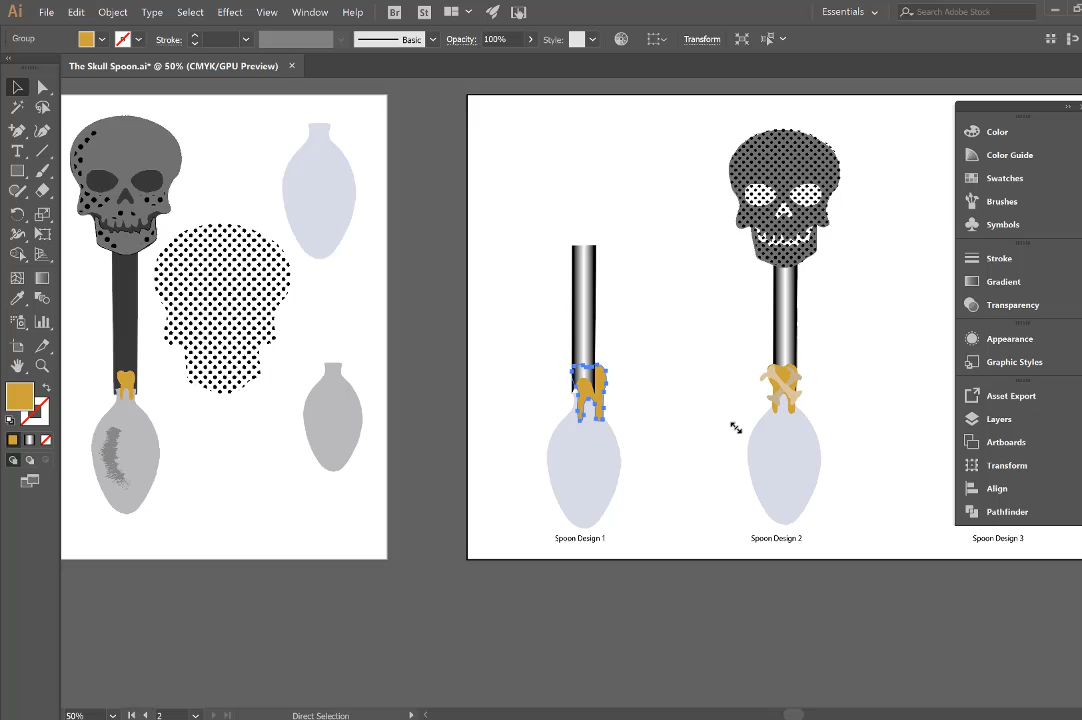 Ai File Edit Object Type Select Effect View Window Help Br St Essentials Search Adobe Stock
Group Stroke: Basic Opacity: 100% Style: Transform
The Skull Spoon.ai* @ 50% (CMYK/GPU Preview) ×
Color
Color Guide
Swatches
Brushes
Symbols
Stroke
Gradient
Transparency
Appearance
Graphic Styles
Asset Export
Layers
Artboards
Transform
Align
Pathfinder
Spoon Design 1 Spoon Design 2 Spoon Design 3
50% 2 Direct Selection